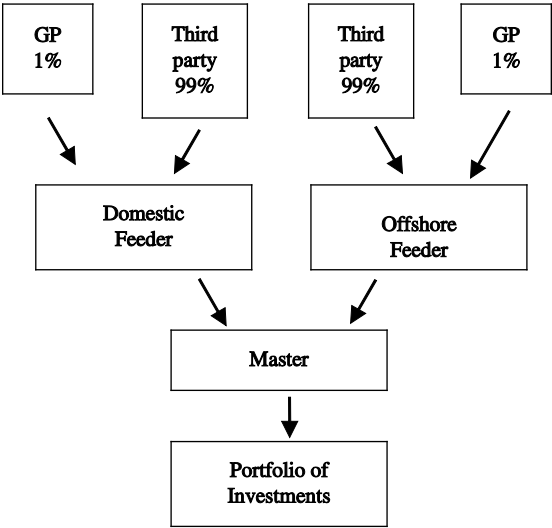 GP
1%
Third
party
99%
Third
party
99%
GP
1%
Domestic
Feeder
Offshore
Feeder
Master
Portfolio of
Investments